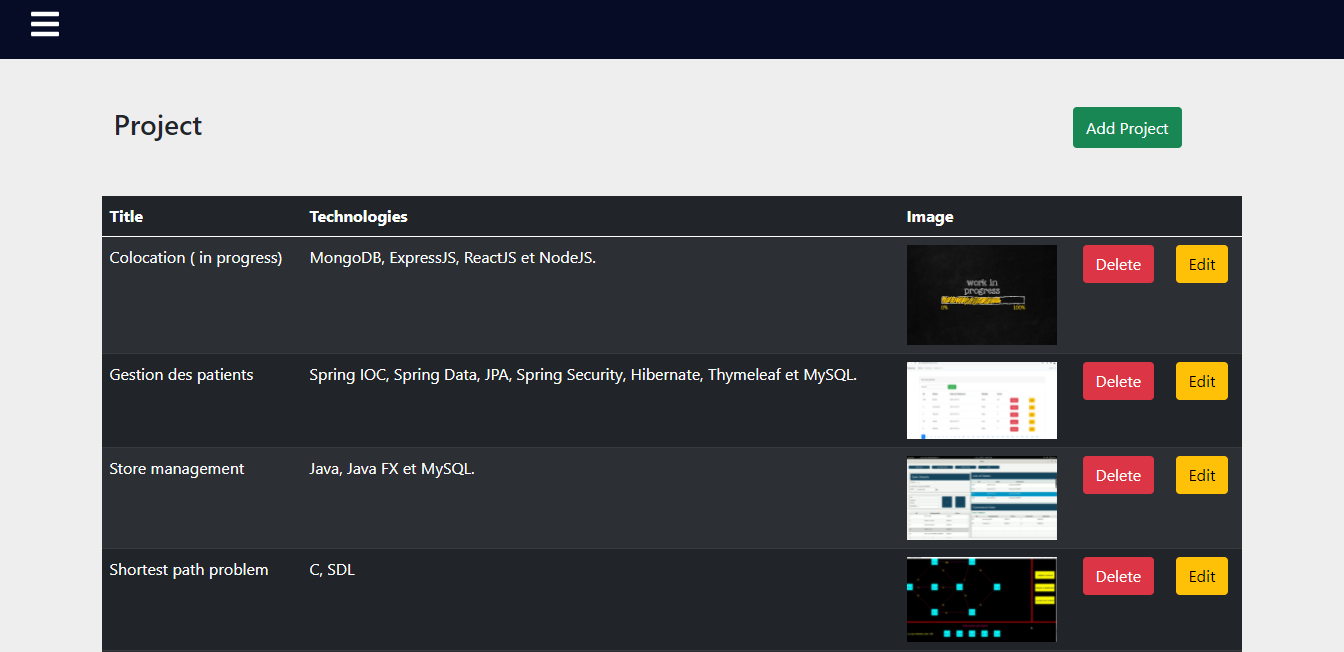 Project
Add Project
Title Technologies Image
Colocation ( in progress) MongoDB, ExpressJS, ReactJS et NodeJS. Delete Edit
work in
progress
0% 100%
Gestion des patients Spring IOC, Spring Data, JPA, Spring Security, Hibernate, Thymeleaf et MySQL. Delete Edit
Store management Java, Java FX et MySQL. Delete Edit
Shortest path problem C, SDL Delete Edit